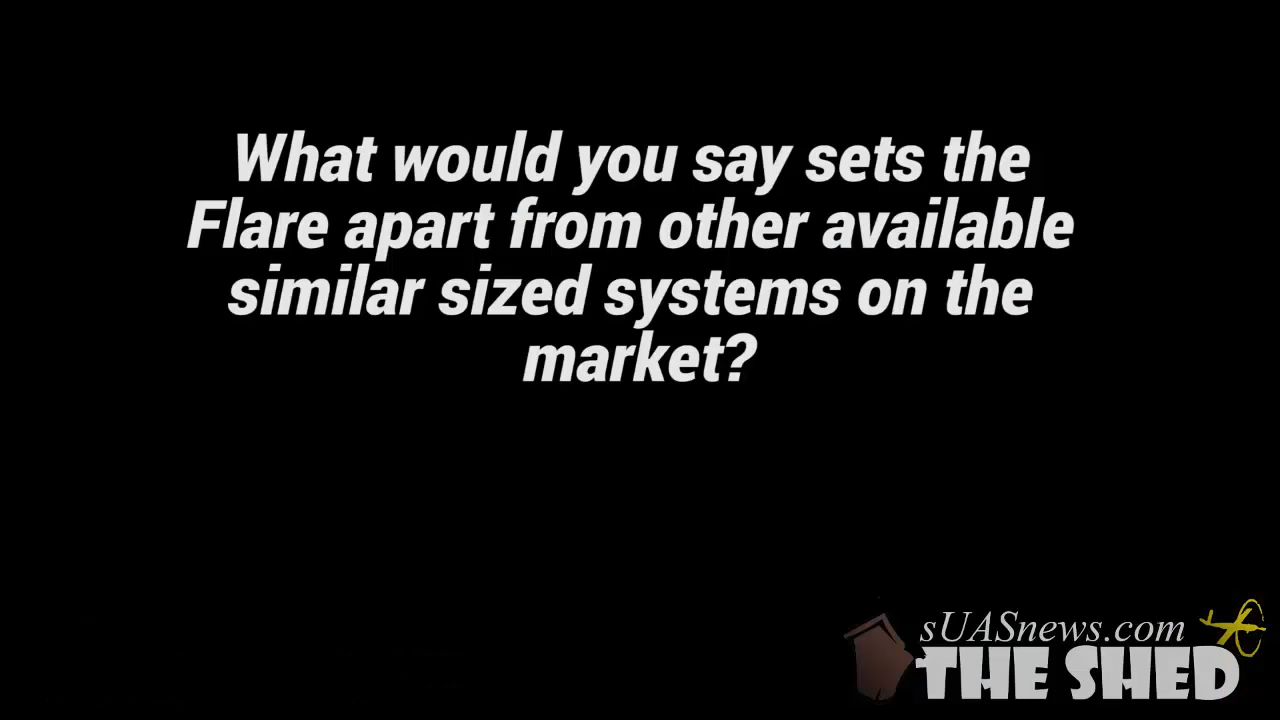 What would you say sets the
Flare apart from other available
similar sized systems on the
market?
sUASnews.com
THE SHED